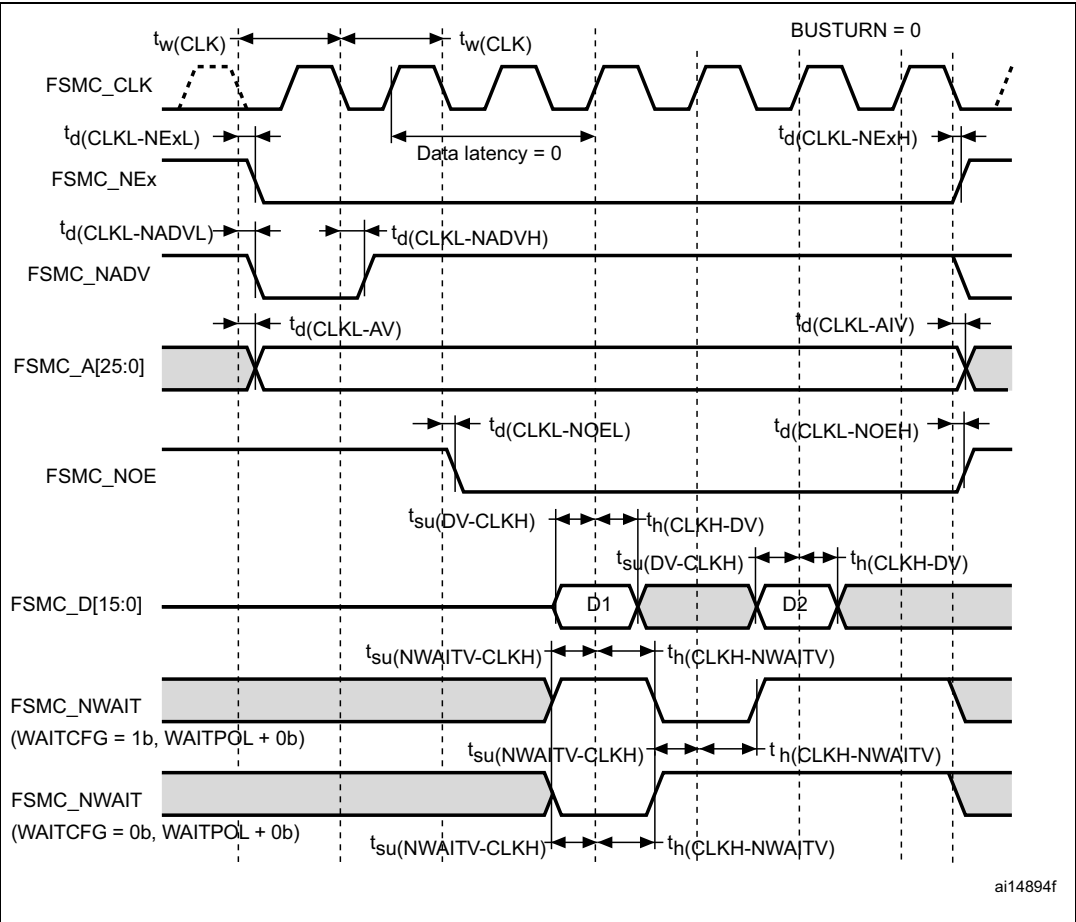 BUSTURN = 0
tw(CLK) tw(CLK)
FSMC_CLK
td(CLKL-NExL) Data latency = 0 td(CLKL-NExH)
FSMC_NEx
td(CLKL-NADVL) td(CLKL-NADVH)
FSMC_NADV
td(CLKL-AV) td(CLKL-AIV)
FSMC_A[25:0]
td(CLKL-NOEL) td(CLKL-NOEH)
FSMC_NOE
tsu(DV-CLKH) th(CLKH-DV)
tsu(DV-CLKH) th(CLKH-DV)
FSMC_D[15:0] D1 D2
tsu(NWAITV-CLKH) th(CLKH-NWAITV)
FSMC_NWAIT
(WAITCFG = 1b, WAITPOL + 0b)
tsu(NWAITV-CLKH) t h(CLKH-NWAITV)
FSMC_NWAIT
(WAITCFG = 0b, WAITPOL + 0b)
tsu(NWAITV-CLKH) th(CLKH-NWAITV)
ai14894f